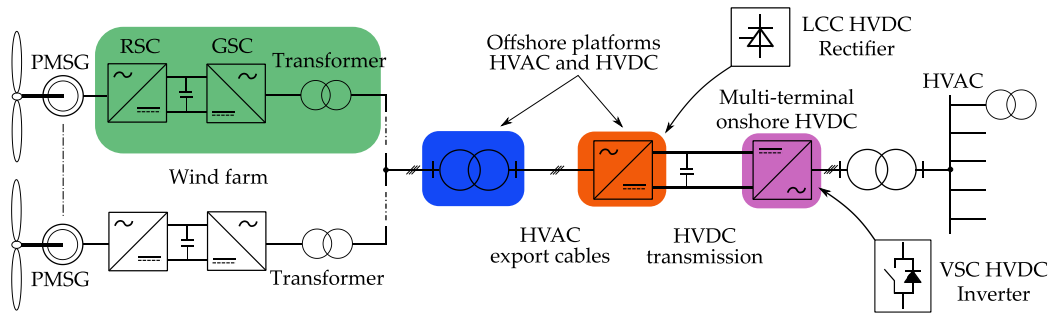 PMSG
RSC
GSC
Transformer
Wind farm
PMSG
Transformer
Offshore platforms
HVAC and HVDC
HVAC
export cables
HVDC
transmission
LCC HVDC
Rectifier
Multi-terminal
onshore HVDC
HVAC
VSC HVDC
Inverter